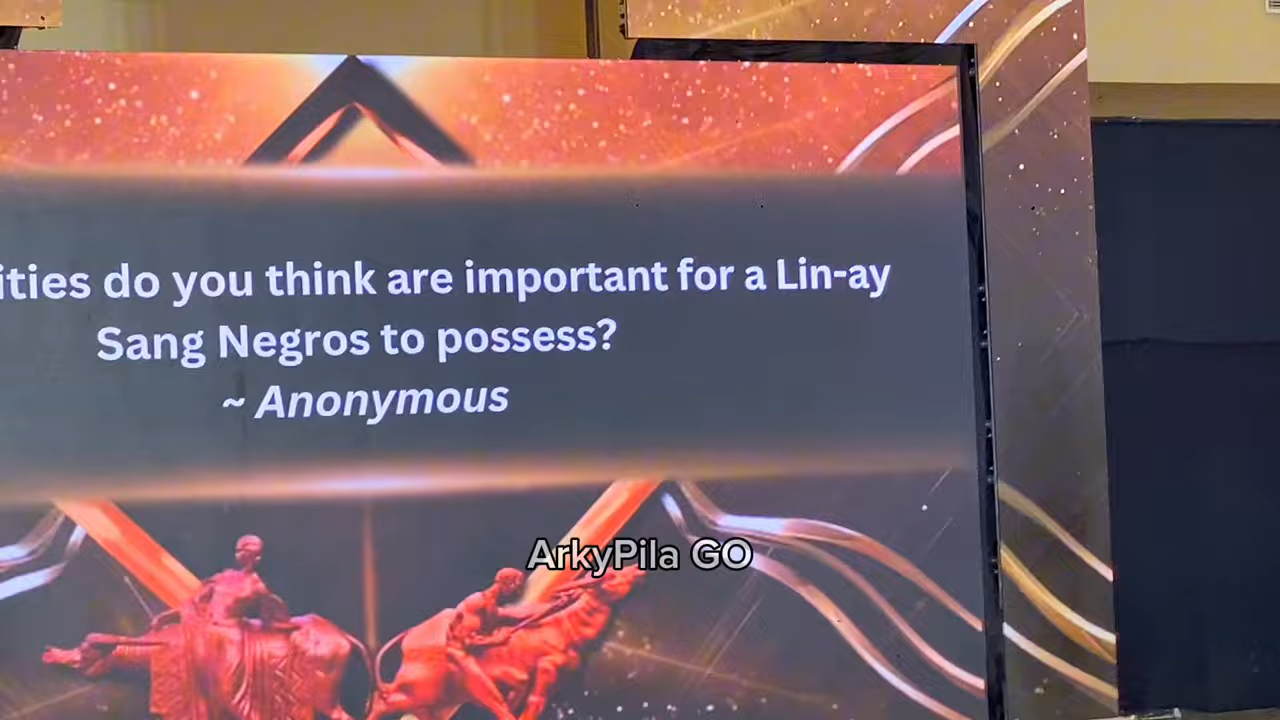 ities do you think are important for a Lin-ay
Sang Negros to possess?
~ Anonymous
ArkyPila GO